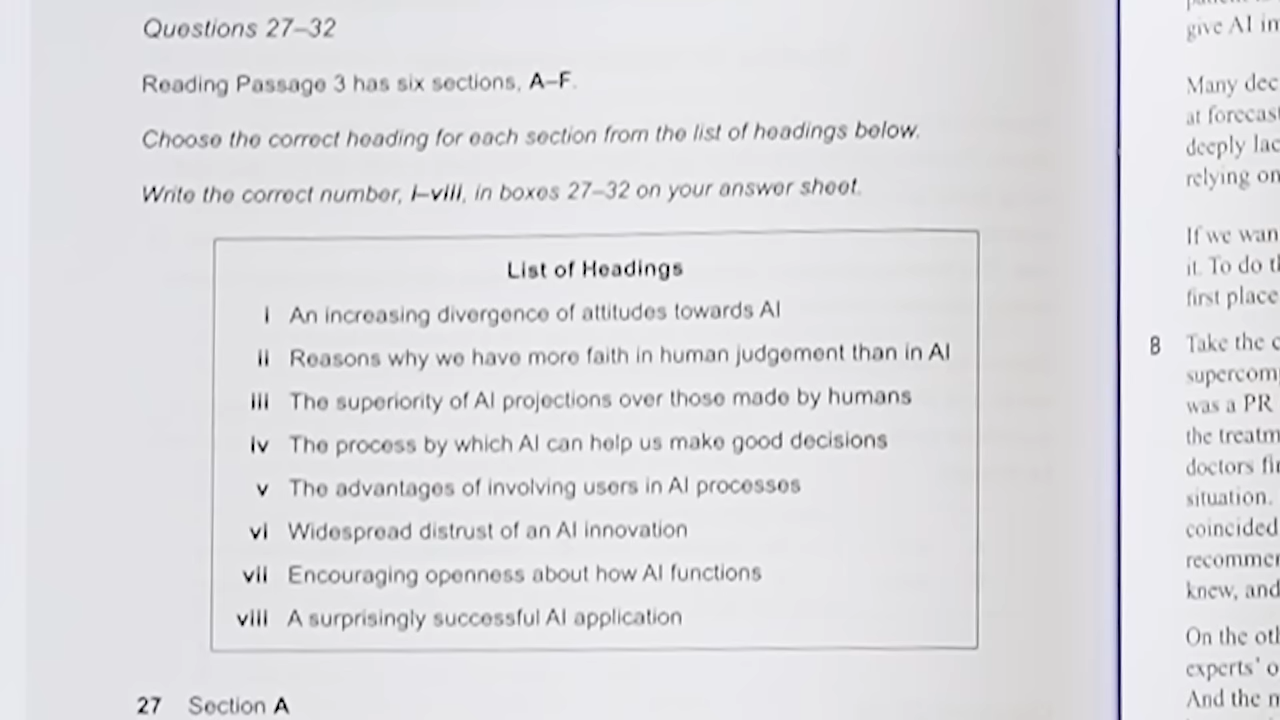 Questions 27–32
Reading Passage 3 has six sections, A–F.
Choose the correct heading for each section from the list of headings below.
Write the correct number, i–viii, in boxes 27–32 on your answer sheet.
List of Headings
i An increasing divergence of attitudes towards AI
ii Reasons why we have more faith in human judgement than in AI
iii The superiority of AI projections over those made by humans
iv The process by which AI can help us make good decisions
v The advantages of involving users in AI processes
vi Widespread distrust of an AI innovation
vii Encouraging openness about how AI functions
viii A surprisingly successful AI application
27 Section A
give AI in
Many dec
at forecast
deeply lac
relying on
If we wan
it. To do
first place
B Take the c
supercomp
was a PR
the treatm
doctors
situation.
coincided
recommen
knew, and
On the
experts' o
And the